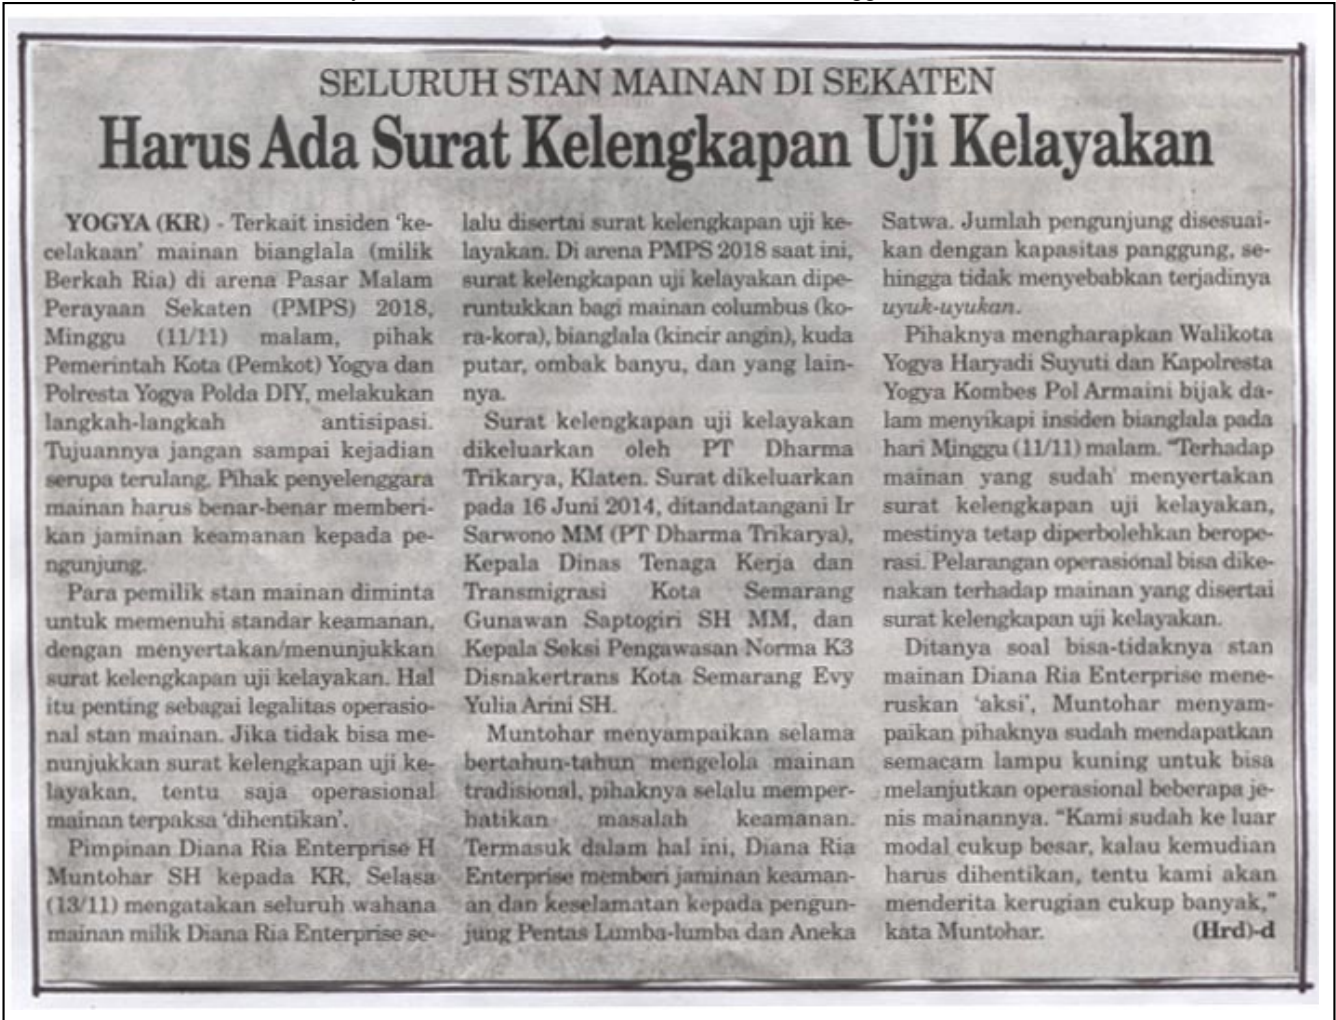 SELURUH STAN MAINAN DI SEKATEN
Harus Ada Surat Kelengkapan Uji Kelayakan
YOGYA (KR) - Terkait insiden 'ke-
celakaan' mainan bianglala (milik
Berkah Ria) di arena Pasar Malam
Perayaan Sekaten (PMPS) 2018,
Minggu (11/11) malam, pihak
Pemerintah Kota (Pemkot) Yogya dan
Polresta Yogya Polda DIY, melakukan
langkah-langkah antisipasi.
Tujuannya jangan sampai kejadian
serupa terulang. Pihak penyelenggara
mainan harus benar-benar memberi-
kan jaminan keamanan kepada pe-
ngunjung.
Para pemilik stan mainan diminta
untuk memenuhi standar keamanan,
dengan menyertakan/menunjukkan
surat kelengkapan uji kelayakan. Hal
itu penting sebagai legalitas operasio-
nal stan mainan. Jika tidak bisa me-
nunjukkan surat kelengkapan uji ke-
layakan, tentu saja operasional
mainan terpaksa 'dihentikan'.
Pimpinan Diana Ria Enterprise H
Muntohar SH kepada KR, Selasa
(13/11) mengatakan seluruh wahana
mainan milik Diana Ria Enterprise se-
lalu disertai surat kelengkapan uji ke-
layakan. Di arena PMPS 2018 saat ini,
surat kelengkapan uji kelayakan dipe-
runtukkan bagi mainan columbus (ko-
ra-kora), bianglala (kincir angin), kuda
putar, ombak banyu, dan yang lain-
nya.
Surat kelengkapan uji kelayakan
dikeluarkan oleh PT Dharma
Trikarya, Klaten. Surat dikeluarkan
pada 16 Juni 2014, ditandatangani Ir
Sarwono MM (PT Dharma Trikarya),
Kepala Dinas Tenaga Kerja dan
Transmigrasi Kota Semarang
Gunawan Saptogiri SH MM, dan
Kepala Seksi Pengawasan Norma K3
Disnakertrans Kota Semarang Evy
Yulia Arini SH.
Muntohar menyampaikan selama
bertahun-tahun mengelola mainan
tradisional, pihaknya selalu memper-
hatikan masalah keamanan.
Termasuk dalam hal ini, Diana Ria
Enterprise memberi jaminan keaman-
an dan keselamatan kepada pengun-
jung Pentas Lumba-lumba dan Aneka
Satwa. Jumlah pengunjung disesuai-
kan dengan kapasitas panggung, se-
hingga tidak menyebabkan terjadinya
uyuk-uyukan.
Pihaknya mengharapkan Walikota
Yogya Haryadi Suyuti dan Kapolresta
Yogya Kombes Pol Armaini bijak da-
lam menyikapi insiden bianglala pada
hari Minggu (11/11) malam. "Terhadap
mainan yang sudah menyertakan
surat kelengkapan uji kelayakan,
mestinya tetap diperbolehkan berope-
rasi. Pelarangan operasional bisa dike-
nakan terhadap mainan yang disertai
surat kelengkapan uji kelayakan.
Ditanya soal bisa-tidaknya stan
mainan Diana Ria Enterprise mene-
ruskan 'aksi', Muntohar menyam-
paikan pihaknya sudah mendapatkan
semacam lampu kuning untuk bisa
melanjutkan operasional beberapa je-
nis mainannya. "Kami sudah ke luar
modal cukup besar, kalau kemudian
harus dihentikan, tentu kami akan
menderita kerugian cukup banyak,"
kata Muntohar. (Hrd)-d